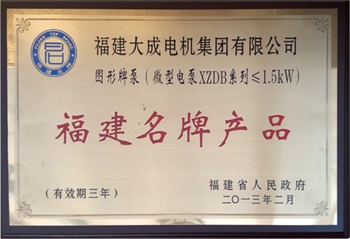 福建大成电机集团有限公司
图形牌泵（微型电泵XZDB系列≤1.5kW）
福建名牌产品
（有效期三年）
福建省人民政府
二〇一三年二月